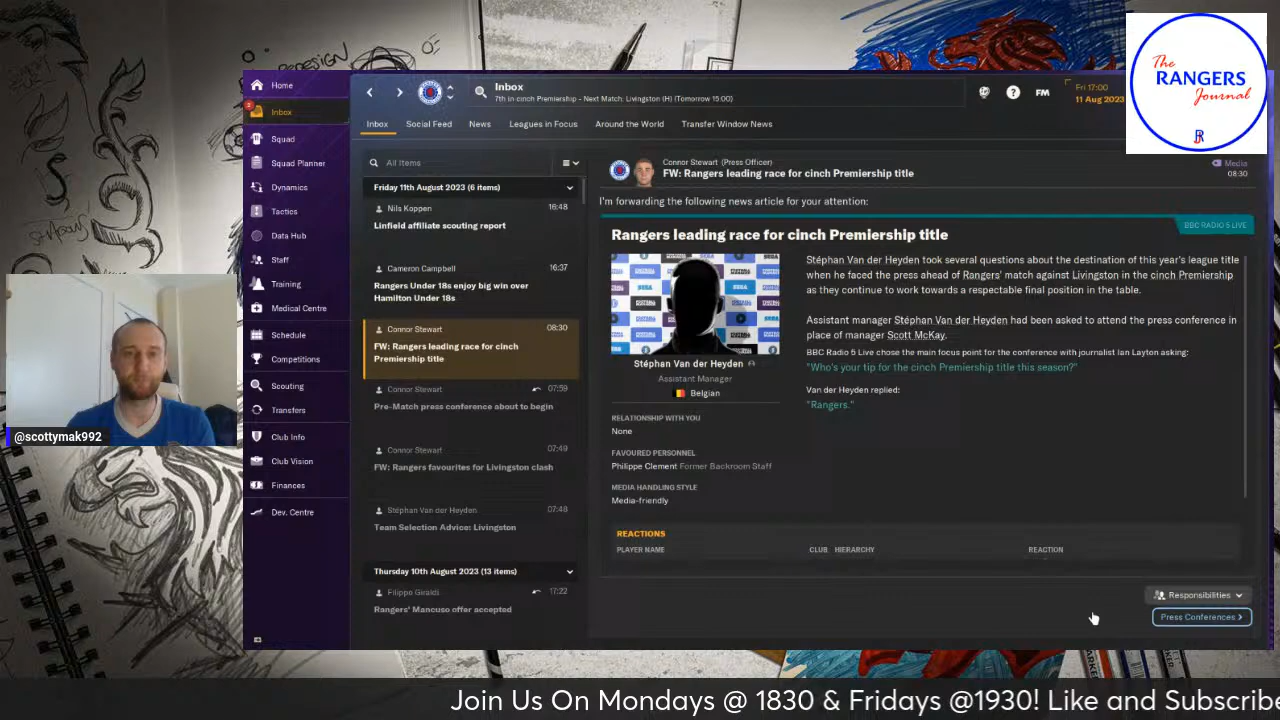 REDESIGN
The
RANGERS
Journal
Home
Inbox
Squad
Squad Planner
Dynamics
Tactics
Data Hub
Staff
Training
Medical Centre
Schedule
Competitions
Scouting
Transfers
Club Info
Club Vision
Finances
Dev. Centre
Inbox
7th in cinch Premiership - Next Match: Livingston (H) (Tomorrow 15:00)
FM
Fri 17:00
11 Aug 2023
Inbox
Social Feed
News
Leagues in Focus
Around the World
Transfer Window News
All Items
Friday 11th August 2023 (6 items)
Nils Koppen 16:48
Linfield affiliate scouting report
Cameron Campbell 16:37
Rangers Under 18s enjoy big win over
Hamilton Under 18s
Connor Stewart 08:30
FW: Rangers leading race for cinch
Premiership title
Connor Stewart 07:59
Pre-Match press conference about to begin
Connor Stewart 07:49
FW: Rangers favourites for Livingston clash
Stéphan Van der Heyden 07:48
Team Selection Advice: Livingston
Thursday 10th August 2023 (13 items)
Filippo Giraldi 17:22
Rangers' Mancuso offer accepted
Connor Stewart (Press Officer)
FW: Rangers leading race for cinch Premiership title
Media
08:30
I'm forwarding the following news article for your attention:
BBC RADIO 5 LIVE
Rangers leading race for cinch Premiership title
Stéphan Van der Heyden
Assistant Manager
Belgian
RELATIONSHIP WITH YOU
None
FAVOURED PERSONNEL
Philippe Clement Former Backroom Staff
MEDIA HANDLING STYLE
Media-friendly
Stéphan Van der Heyden took several questions about the destination of this year's league title
when he faced the press ahead of Rangers' match against Livingston in the cinch Premiership
as they continue to work towards a respectable final position in the table.
Assistant manager Stéphan Van der Heyden had been asked to attend the press conference in
place of manager Scott McKay.
BBC Radio 5 Live chose the main focus point for the conference with journalist Ian Layton asking:
"Who's your tip for the cinch Premiership title this season?"
Van der Heyden replied:
"Rangers."
REACTIONS
PLAYER NAME CLUB HIERARCHY REACTION
Responsibilities
Press Conferences
@scottymak992
Join Us On Mondays @ 1830 & Fridays @1930! Like and Subscribe